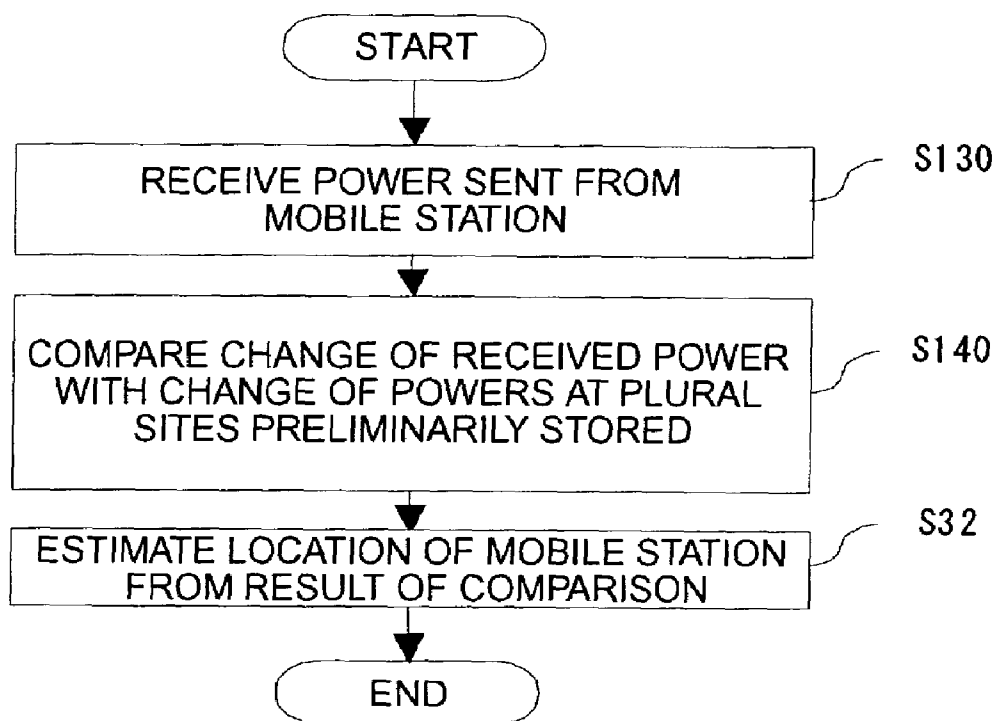 START
RECEIVE POWER SENT FROM
MOBILE STATION
S130
COMPARE CHANGE OF RECEIVED POWER
WITH CHANGE OF POWERS AT PLURAL
SITES PRELIMINARILY STORED
S140
ESTIMATE LOCATION OF MOBILE STATION
FROM RESULT OF COMPARISON
S32
END